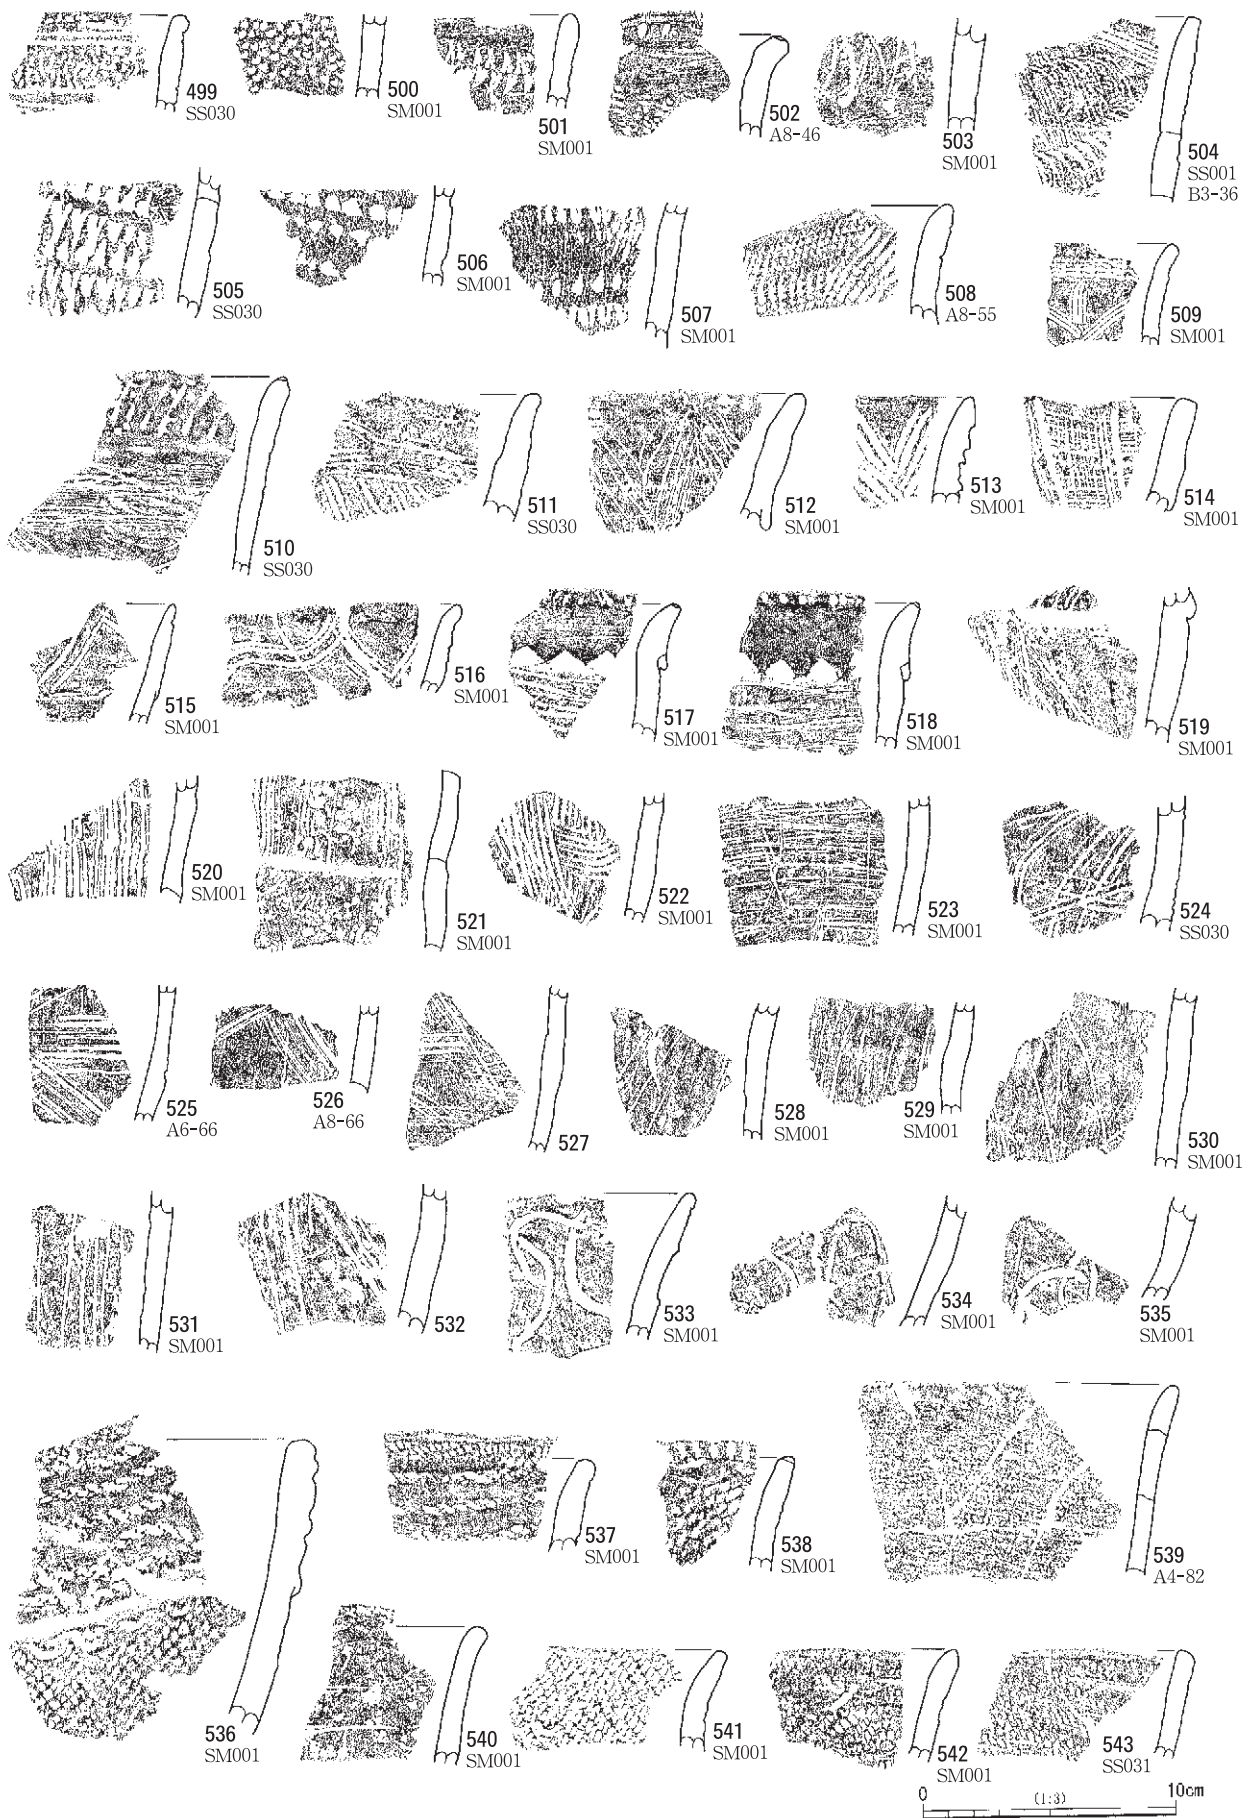 499
SS030
500
SM001
501
SM001
502
A8-46
503
SM001
504
SS001
B3-36
505
SS030
506
SM001
507
SM001
508
A8-55
509
SM001
510
SS030
511
SS030
512
SM001
513
SM001
514
SM001
515
SM001
516
SM001
517
SM001
518
SM001
519
SM001
520
SM001
521
SM001
522
SM001
523
SM001
524
SS030
525
A6-66
526
A8-66
527
528
SM001
529
SM001
530
SM001
531
SM001
532
533
SM001
534
SM001
535
SM001
536
SM001
537
SM001
538
SM001
539
A4-82
540
SM001
541
SM001
542
SM001
543
SS031
0 (1:3) 10cm